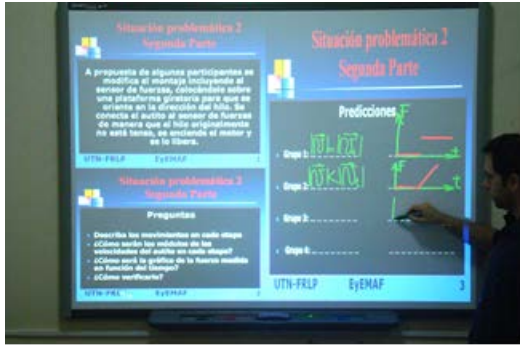 Situación problemática 2
Segunda Parte
A propuesta de algunas participantes se
modifica el montaje incluyendo el
sensor de fuerzas, colocándolo sobre
una plataforma giratoria para que se
oriente en la dirección del hilo. Se
conecta el autito al sensor de fuerzas
de manera que el hilo originalmente
no está tenso, se enciende el motor y
se lo libera.
UTN-FRLP EyEMAF
Situación problemática 2
Segunda Parte
Preguntas
- Describa los movimientos en cada etapa
- ¿Cómo serán los módulos de las
velocidades del autito en cada etapa?
- ¿Cómo será la gráfica de la fuerza medida
en función del tiempo?
- ¿Cómo verificarlo?
UTN-FRLP EyEMAF
Situación problemática 2
Segunda Parte
Predicciones
F
t
Grupo 1:
F
t
Grupo 2:
Grupo 3:
Grupo 4:
UTN-FRLP EyEMAF 3